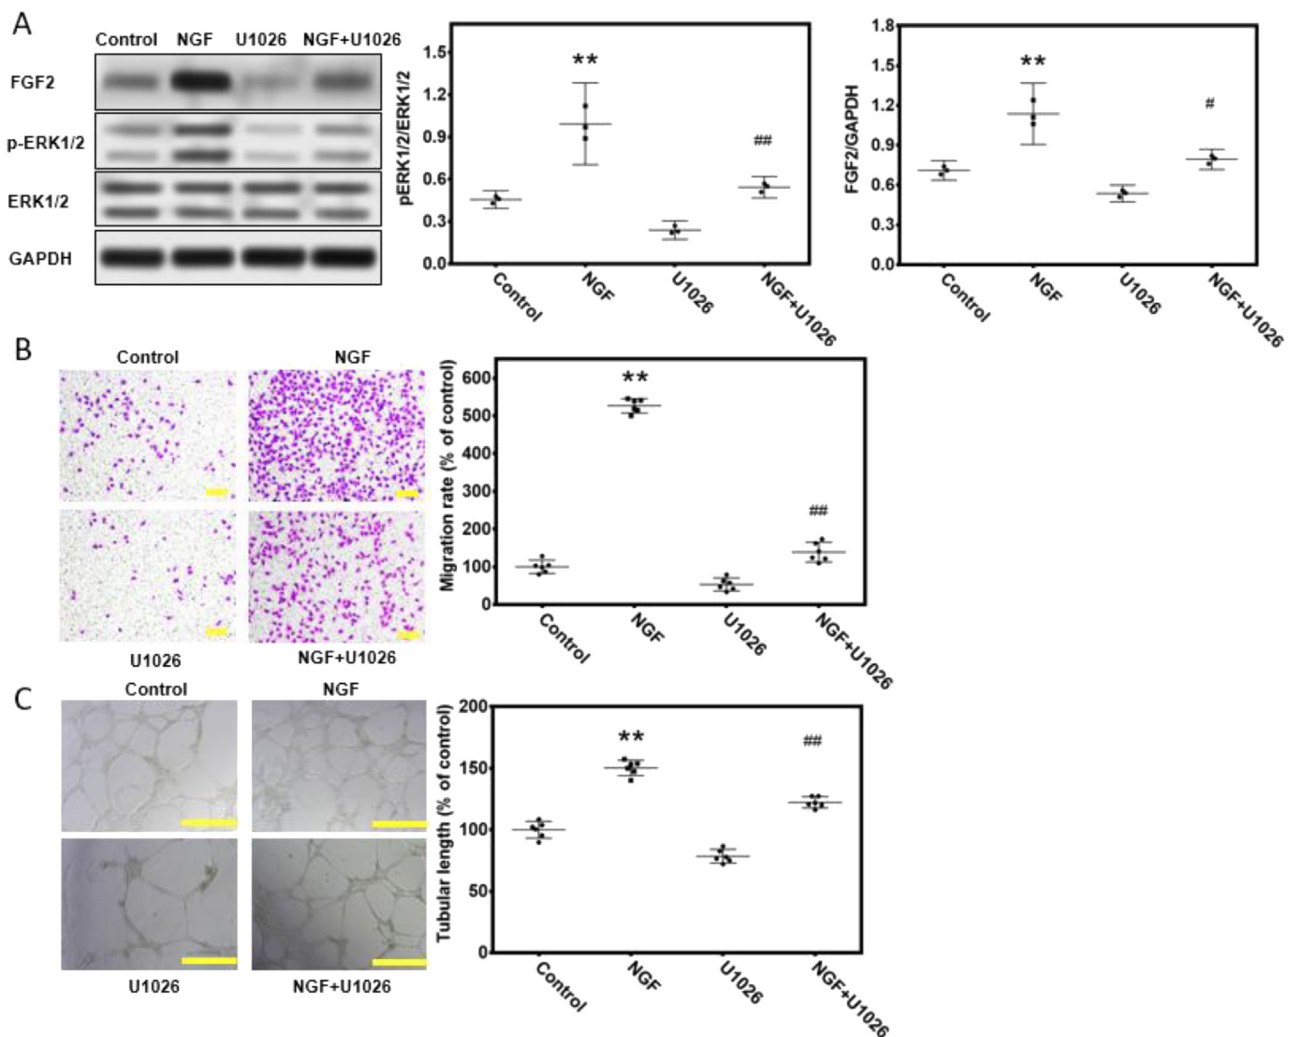 A
Control NGF U1026 NGF+U1026
FGF2
p-ERK1/2
ERK1/2
GAPDH
pERK1/2/ERK1/2
1.5
1.2
0.9
0.6
0.3
0.0
Control
NGF
U1026
NGF+U1026
**
##
FGF2/GAPDH
1.8
1.5
1.2
0.9
0.6
0.3
0.0
Control
NGF
U1026
NGF+U1026
**
#
B
Control NGF
U1026 NGF+U1026
Migration rate (% of control)
600
500
400
300
200
100
0
Control
NGF
U1026
NGF+U1026
**
##
C
Control NGF
U1026 NGF+U1026
Tubular length (% of control)
200
150
100
50
0
Control
NGF
U1026
NGF+U1026
**
##